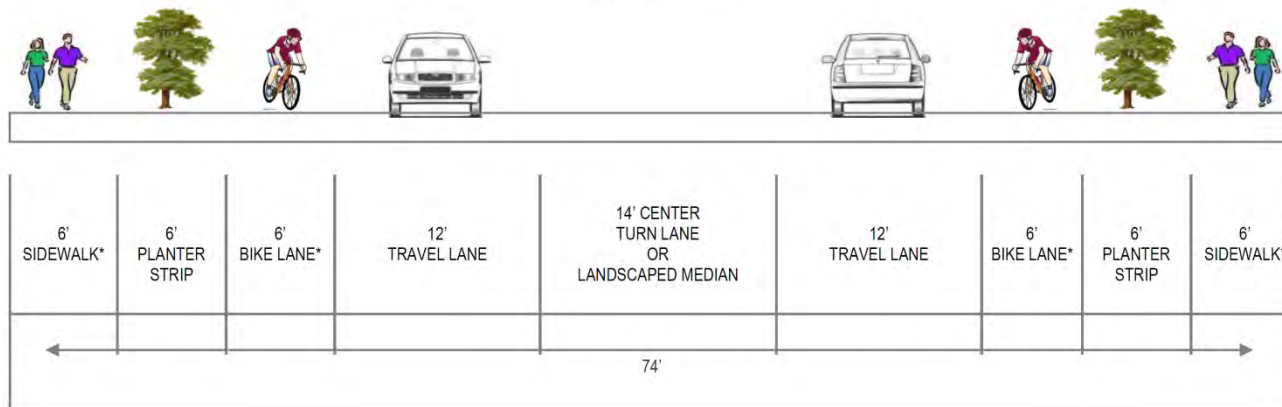 6'
SIDEWALK*
6'
PLANTER
STRIP
6'
BIKE LANE*
12'
TRAVEL LANE
14' CENTER
TURN LANE
OR
LANDSCAPED MEDIAN
12'
TRAVEL LANE
6'
BIKE LANE*
6'
PLANTER
STRIP
6'
SIDEWALK*
74'